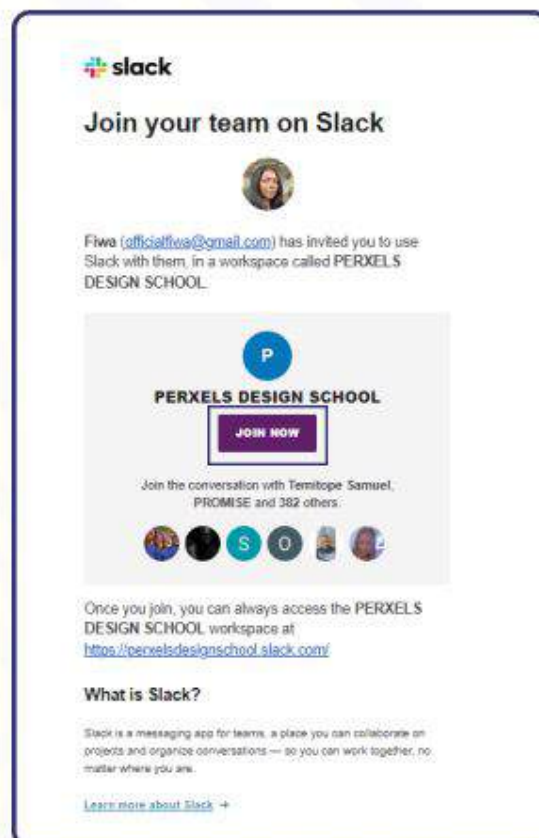 slack
Join your team on Slack
Fiwa (officialfiwa@gmail.com) has invited you to use
Slack with them, in a workspace called PERXELS
DESIGN SCHOOL.
P
PERXELS DESIGN SCHOOL
JOIN NOW
Join the conversation with Temitope Samuel,
PROMISE and 382 others.
S O
Once you join, you can always access the PERXELS
DESIGN SCHOOL workspace at
https://perxelsdesignschool.slack.com/
What is Slack?
Slack is a messaging app for teams, a place you can collaborate on
projects and organize conversations — so you can work together, no
matter where you are.
Learn more about Slack →